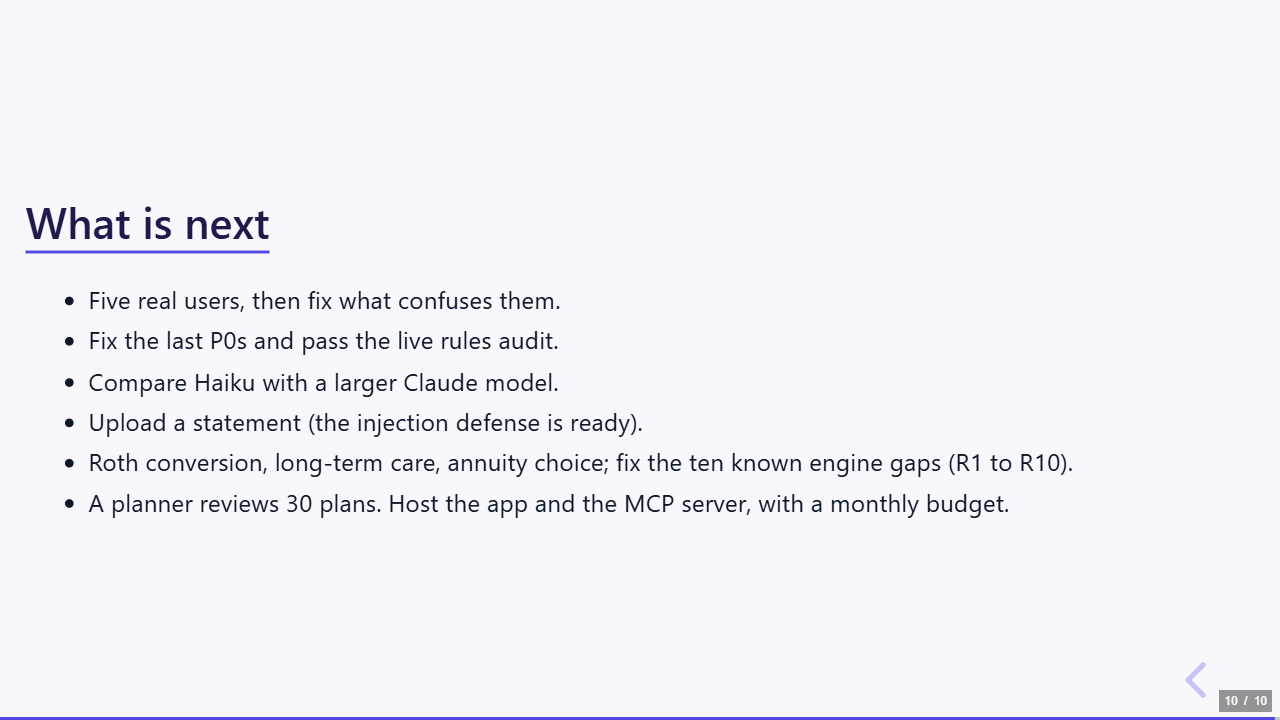 What is next
Five real users, then fix what confuses them.
Fix the last P0s and pass the live rules audit.
Compare Haiku with a larger Claude model.
Upload a statement (the injection defense is ready).
Roth conversion, long-term care, annuity choice; fix the ten known engine gaps (R1 to R10).
A planner reviews 30 plans. Host the app and the MCP server, with a monthly budget.
10 / 10